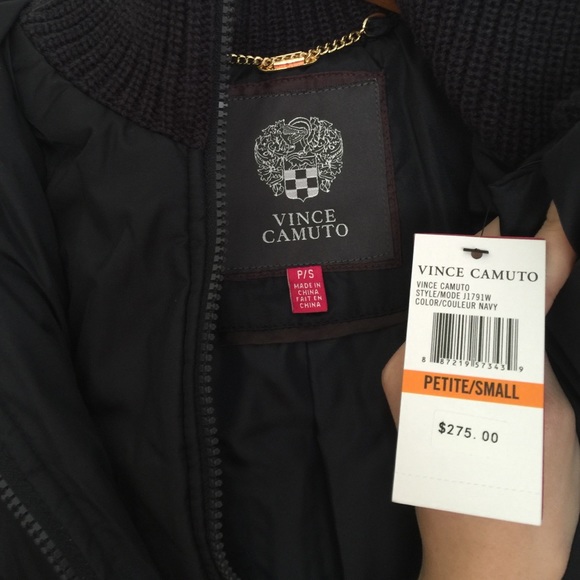 VINCE
CAMUTO
P/S
MADE IN
CHINA
FAIT EN
CHINA
VINCE CAMUTO
VINCE CAMUTO
STYLE/MODE J1791W
COLOR/COULEUR NAVY
8 87219 57343 9
PETITE/SMALL
$275.00